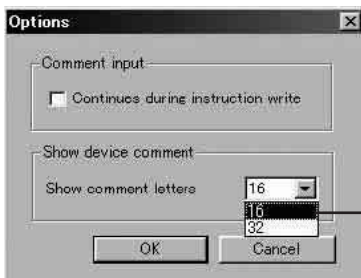 Options
Comment input
Continues during instruction write
Show device comment
Show comment letters 16
16
32
OK Cancel